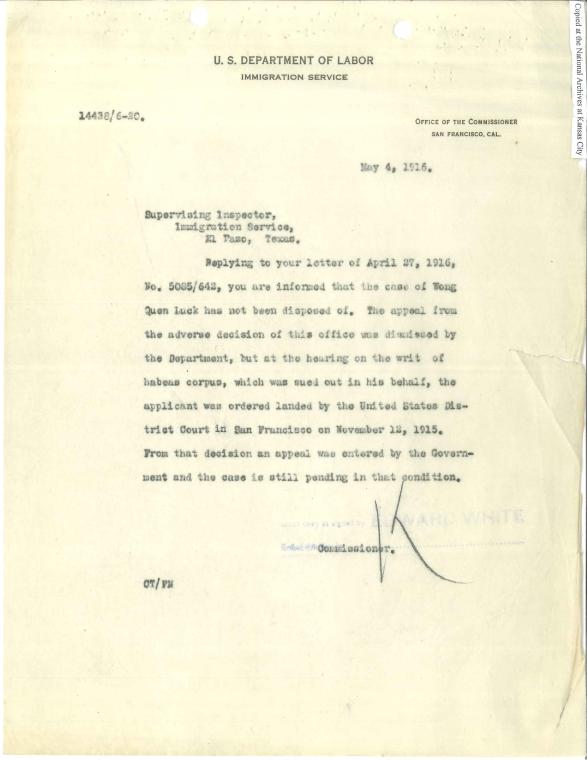 Copied at the National Archives at Kansas City
U. S. DEPARTMENT OF LABOR
IMMIGRATION SERVICE
14438/6-20.
OFFICE OF THE COMMISSIONER
SAN FRANCISCO, CAL.
May 4, 1916.
Supervising Inspector,
Immigration Service,
El Paso, Texas.
Replying to your letter of April 27, 1916,
No. 5085/642, you are informed that the case of Wong
Quen Luck has not been disposed of. The appeal from
the adverse decision of this office was dismissed by
the Department, but at the hearing on the writ of
habeas corpus, which was sued out in his behalf, the
applicant was ordered landed by the United States Dis-
trict Court in San Francisco on November 12, 1915.
From that decision an appeal was entered by the Govern-
ment and the case is still pending in that condition.
EDWARD WHITE
Commissioner.
K
CT/FN